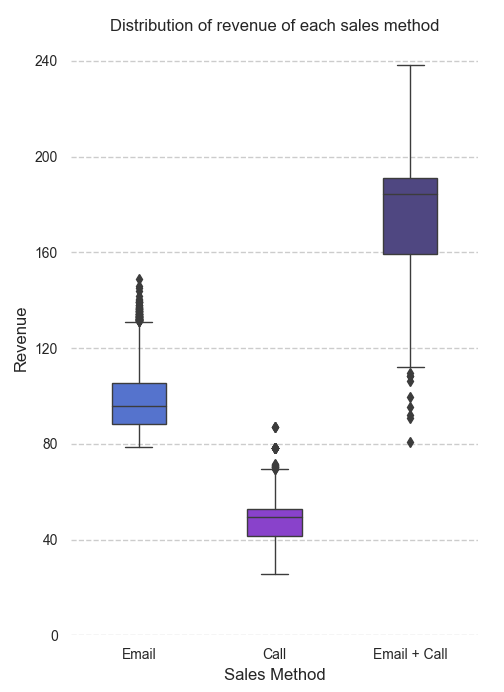 Distribution of revenue of each sales method
240
200
160
120
80
40
0
Revenue
Email
Call
Email + Call
Sales Method